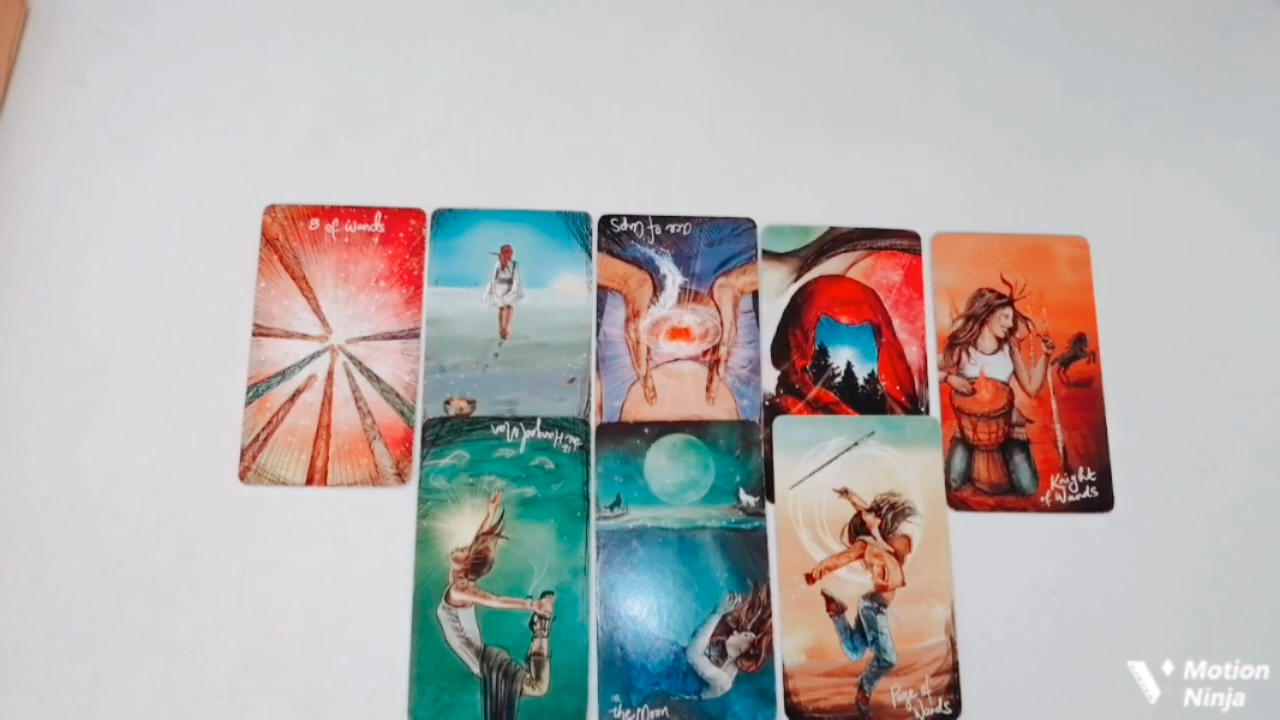 8 of Wands
ace of Cups
Knight
of Wands
the Hanged Man
the Moon
Page of
Wands
Motion
Ninja